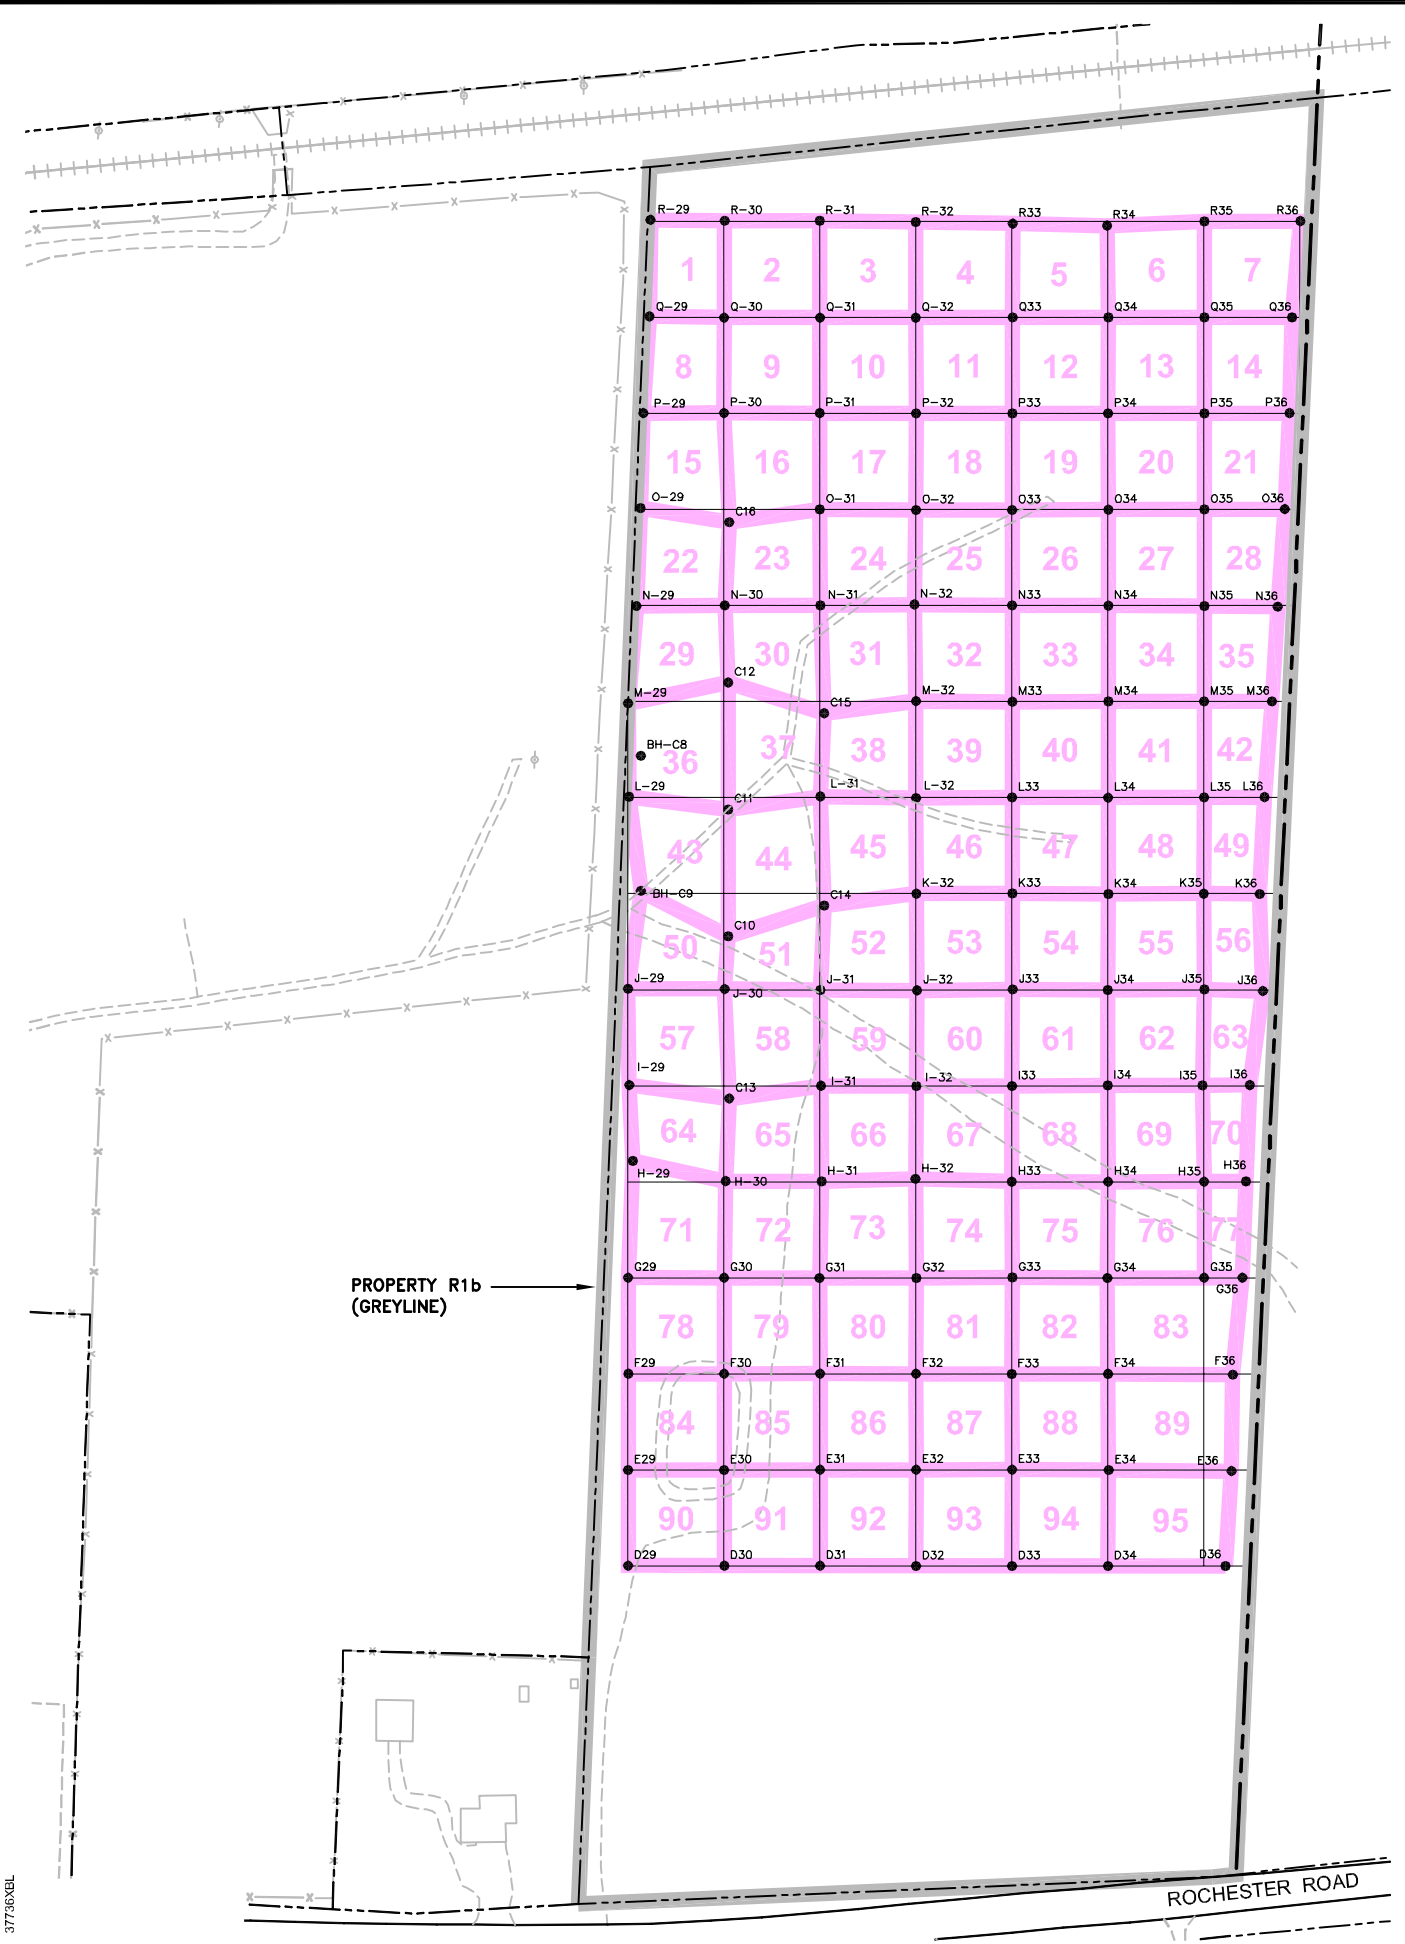 R-29 R-30 R-31 R-32 R33 R34 R35 R36
1 2 3 4 5 6 7
Q-29 Q-30 Q-31 Q-32 Q33 Q34 Q35 Q36
8 9 10 11 12 13 14
P-29 P-30 P-31 P-32 P33 P34 P35 P36
15 16 17 18 19 20 21
O-29 C16 O-31 O-32 O33 O34 O35 O36
22 23 24 25 26 27 28
N-29 N-30 N-31 N-32 N33 N34 N35 N36
29 30 31 32 33 34 35
M-29 C12 C15 M-32 M33 M34 M35 M36
BH-C8
36 37 38 39 40 41 42
L-29 C11 L-31 L-32 L33 L34 L35 L36
43 44 45 46 47 48 49
BH-C9 C14 K-32 K33 K34 K35 K36
C10
50 51 52 53 54 55 56
J-29 J-30 J-31 J-32 J33 J34 J35 J36
57 58 59 60 61 62 63
I-29 C13 I-31 I-32 I33 I34 I35 I36
64 65 66 67 68 69 70
H-29 H-30 H-31 H-32 H33 H34 H35 H36
71 72 73 74 75 76 77
G29 G30 G31 G32 G33 G34 G35 G36
PROPERTY R1b
(GREYLINE)
78 79 80 81 82 83
F29 F30 F31 F32 F33 F34 F36
84 85 86 87 88 89
E29 E30 E31 E32 E33 E34 E36
90 91 92 93 94 95
D29 D30 D31 D32 D33 D34 D36
ROCHESTER ROAD
37736XBL